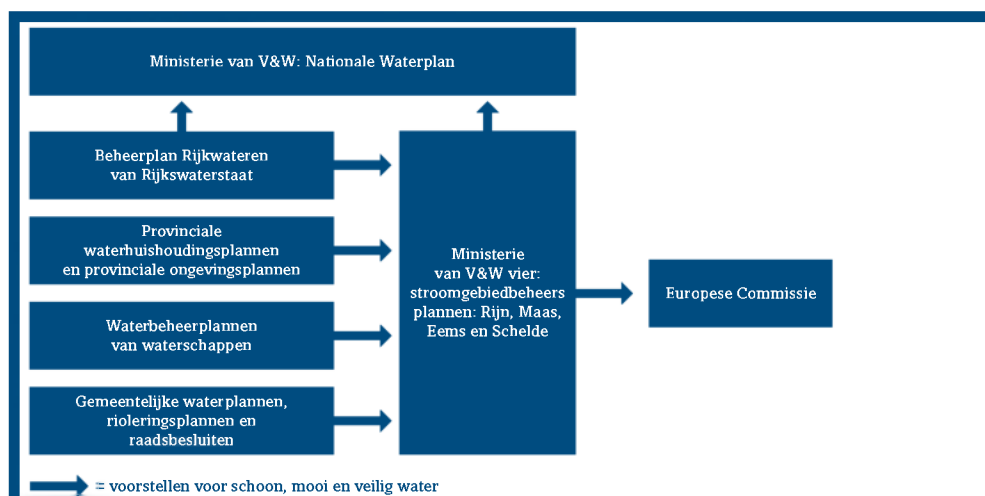 Ministerie van V&W: Nationale Waterplan
Beheerplan Rijkwateren
van Rijkswaterstaat
Provinciale
waterhuishoudingsplannen
en provinciale ongevingsplannen
Waterbeheerplannen
van waterschappen
Gemeentelijke waterplannen,
rioleringsplannen en
raadsbesluiten
Ministerie
van V&W vier:
stroomgebiedbeheers
plannen: Rijn, Maas,
Eems en Schelde
Europese Commissie
= voorstellen voor schoon, mooi en veilig water